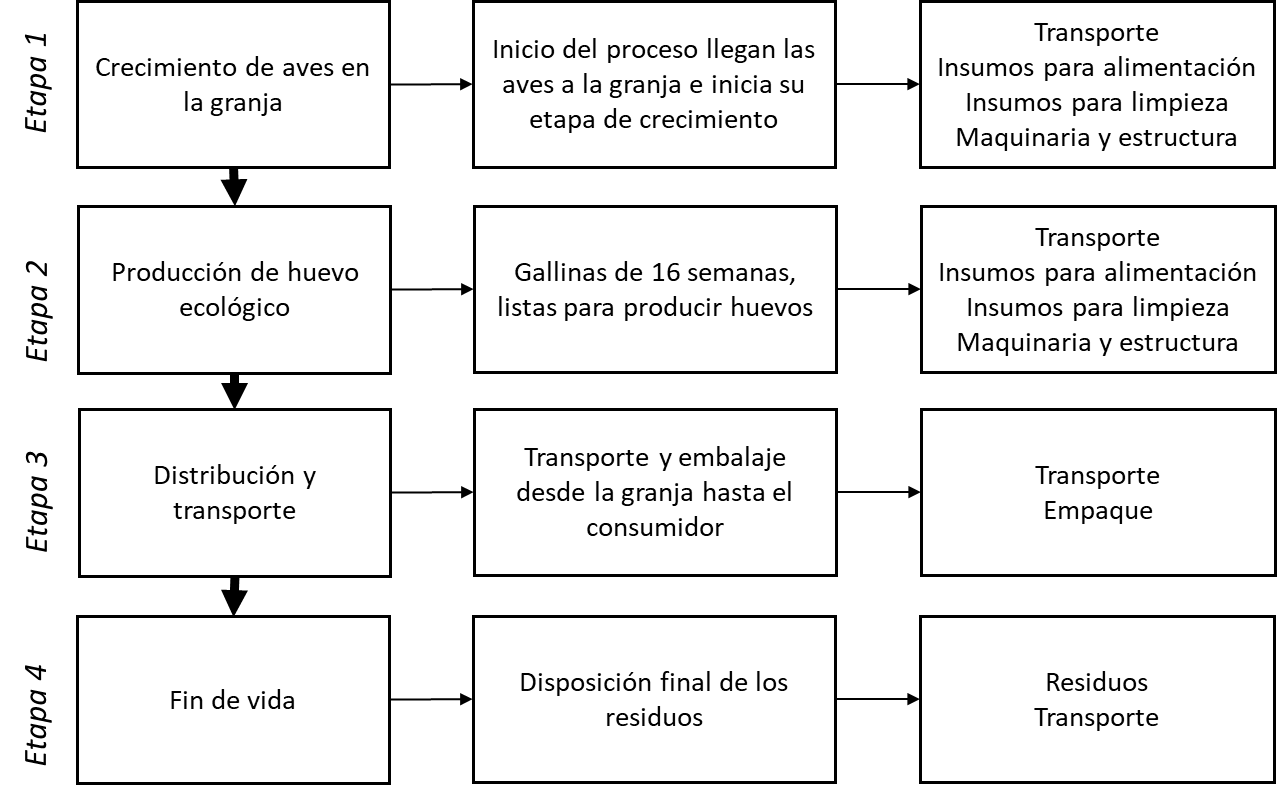 Etapa 1
Crecimiento de aves en
la granja
Inicio del proceso llegan las
aves a la granja e inicia su
etapa de crecimiento
Transporte
Insumos para alimentación
Insumos para limpieza
Maquinaria y estructura
Etapa 2
Producción de huevo
ecológico
Gallinas de 16 semanas,
listas para producir huevos
Transporte
Insumos para alimentación
Insumos para limpieza
Maquinaria y estructura
Etapa 3
Distribución y
transporte
Transporte y embalaje
desde la granja hasta el
consumidor
Transporte
Empaque
Etapa 4
Fin de vida
Disposición final de los
residuos
Residuos
Transporte